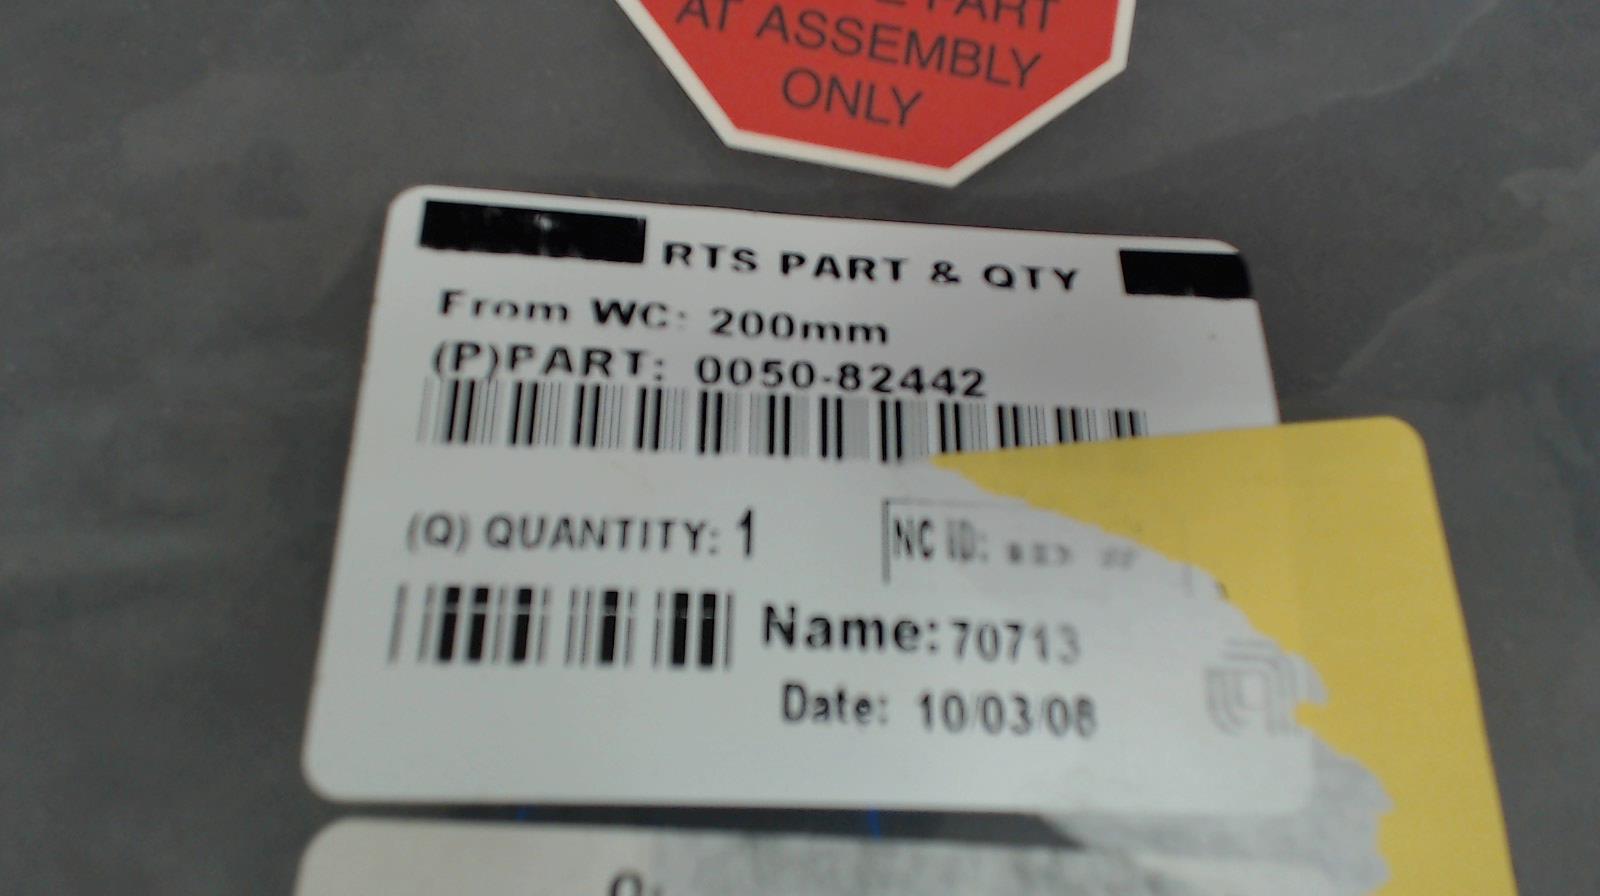 PART
AT ASSEMBLY
ONLY
RTS PART & QTY
From WC: 200mm
(P)PART: 0050-82442
(Q) QUANTITY: 1
NC ID:
Name: 70713
Date: 10/03/08